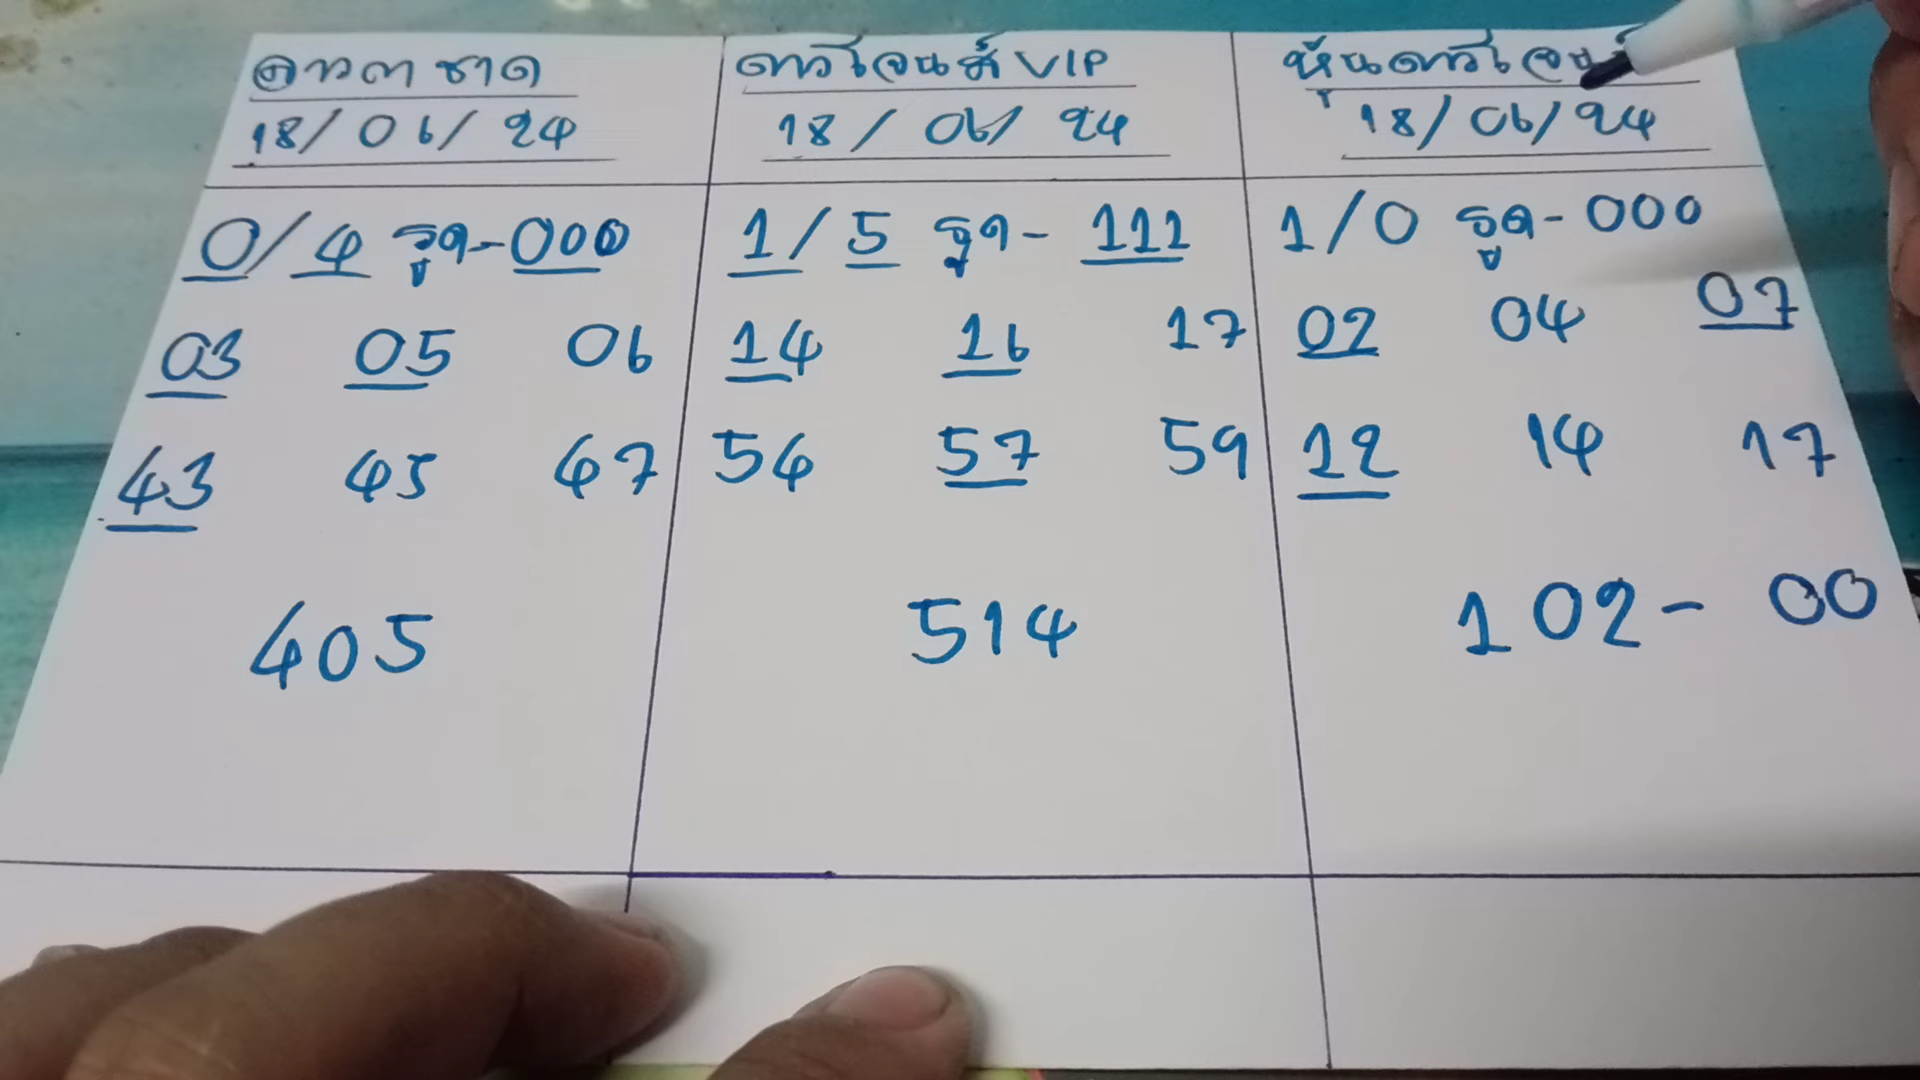 กาชาด
18/06/24
0/4 รูด-000
03 05 06
43 45 47
405
ดาวโจนส์ VIP
18/06/24
1/5 รูด-111
14 16 17
54 57 59
514
หุ้นดาวโจน
18/06/24
1/0 รูด-000
02 04 07
12 14 17
102-00